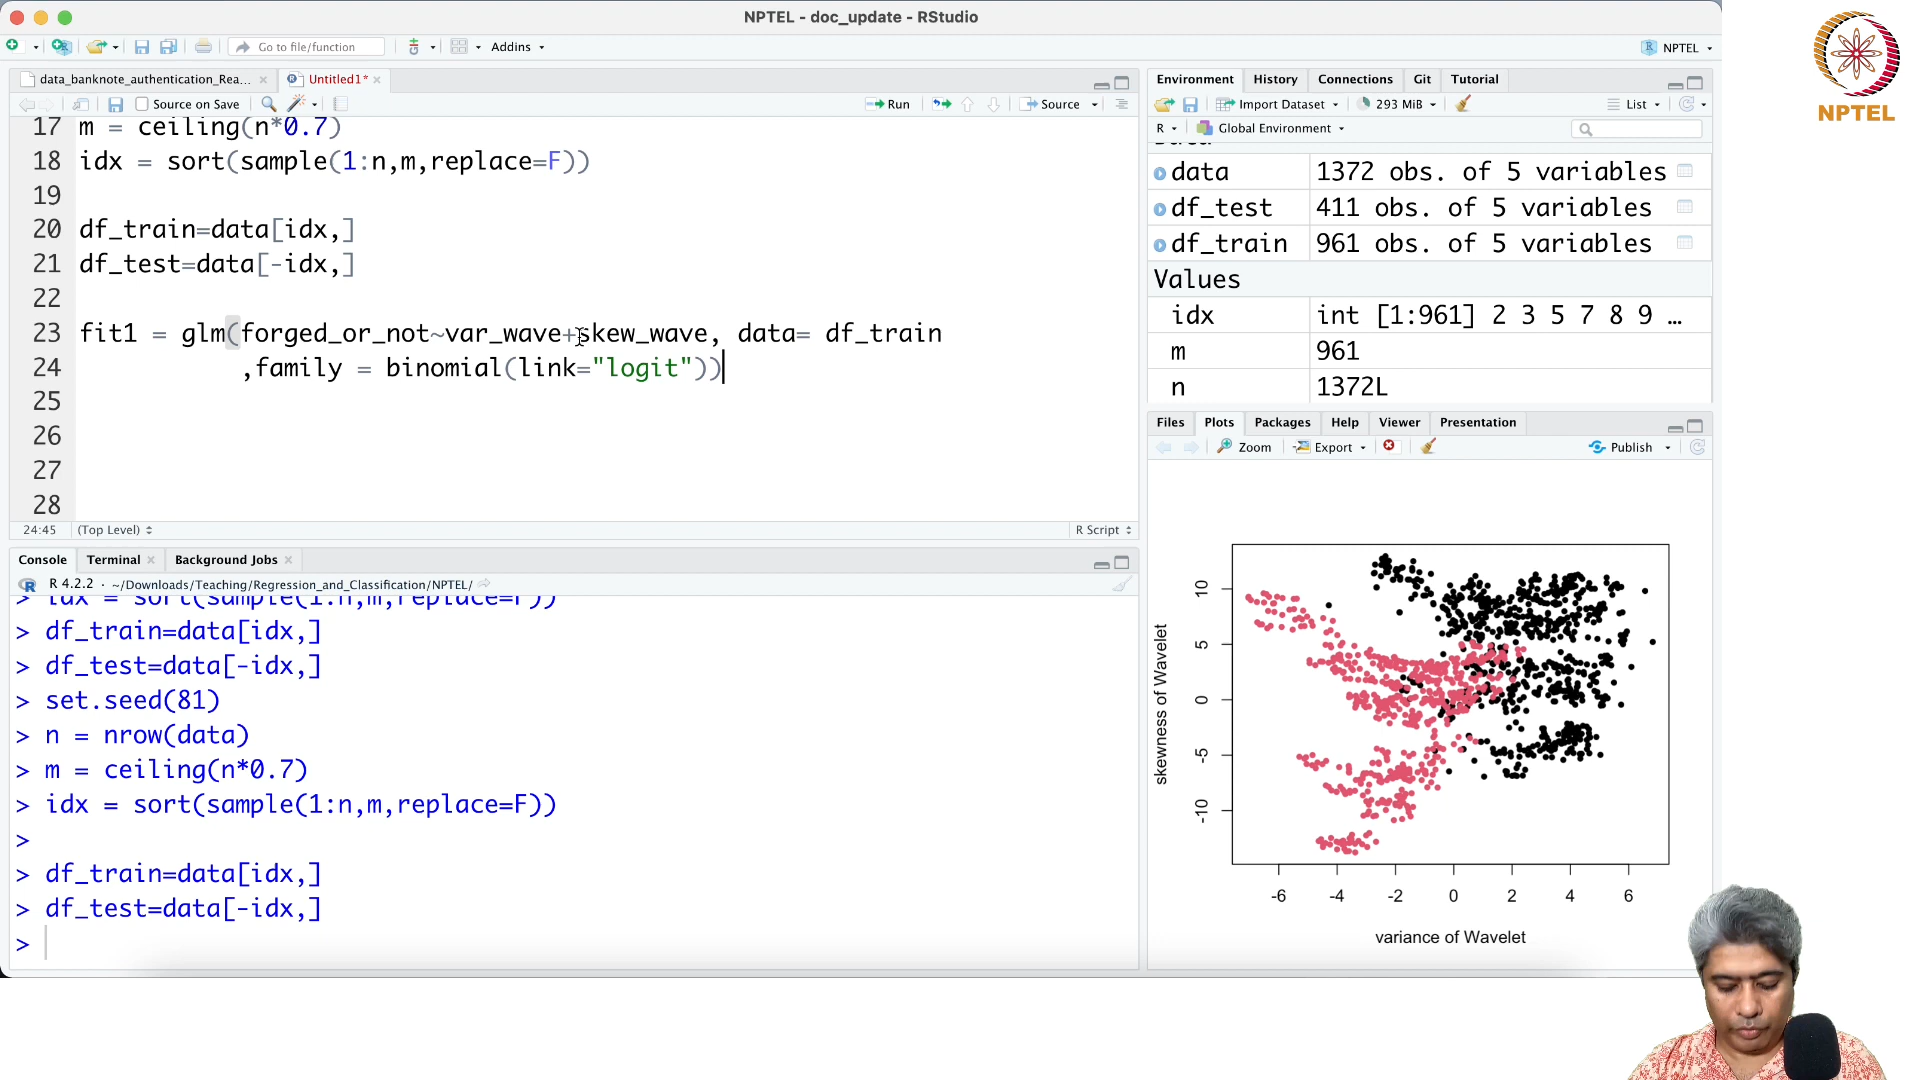 NPTEL - doc_update - RStudio
Go to file/function
Addins
NPTEL
NPTEL
data_banknote_authentication_Rea...
Untitled1*
Source on Save
Run
Source
17 m = ceiling(n*0.7)
18 idx = sort(sample(1:n,m,replace=F))
19
20 df_train=data[idx,]
21 df_test=data[-idx,]
22
23 fit1 = glm(forged_or_not~var_wave+skew_wave, data= df_train
24 ,family = binomial(link="logit"))
25
26
27
28
24:45 (Top Level) R Script
Console Terminal Background Jobs
R 4.2.2 · ~/Downloads/Teaching/Regression_and_Classification/NPTEL/
> idx = sort(sample(1:n,m,replace=F))
> df_train=data[idx,]
> df_test=data[-idx,]
> set.seed(81)
> n = nrow(data)
> m = ceiling(n*0.7)
> idx = sort(sample(1:n,m,replace=F))
>
> df_train=data[idx,]
> df_test=data[-idx,]
>
Environment History Connections Git Tutorial
Import Dataset 293 MiB List
R Global Environment
data 1372 obs. of 5 variables
df_test 411 obs. of 5 variables
df_train 961 obs. of 5 variables
Values
idx int [1:961] 2 3 5 7 8 9 …
m 961
n 1372L
Files Plots Packages Help Viewer Presentation
Zoom Export Publish
skewness of Wavelet
10
5
0
-5
-10
-6 -4 -2 0 2 4 6
variance of Wavelet